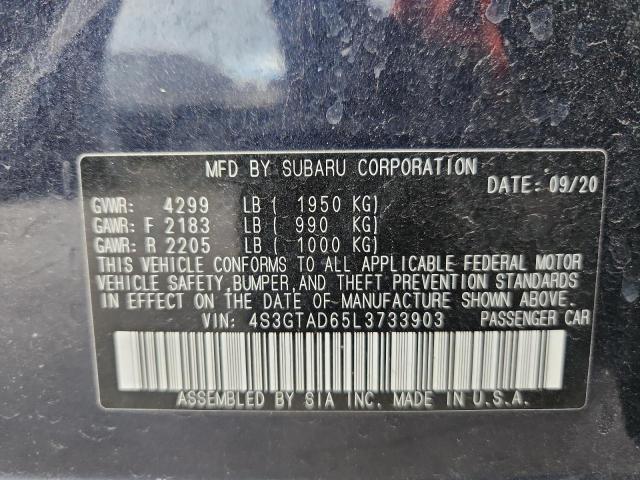 MFD BY SUBARU CORPORATION
DATE: 09/20
GVWR: 4299 LB ( 1950 KG)
GAWR: F 2183 LB ( 990 KG)
GAWR: R 2205 LB ( 1000 KG)
THIS VEHICLE CONFORMS TO ALL APPLICABLE FEDERAL MOTOR
VEHICLE SAFETY, BUMPER, AND THEFT PREVENTION STANDARDS
IN EFFECT ON THE DATE OF MANUFACTURE SHOWN ABOVE.
VIN: 4S3GTAD65L3733903 PASSENGER CAR
ASSEMBLED BY SIA INC. MADE IN U.S.A.